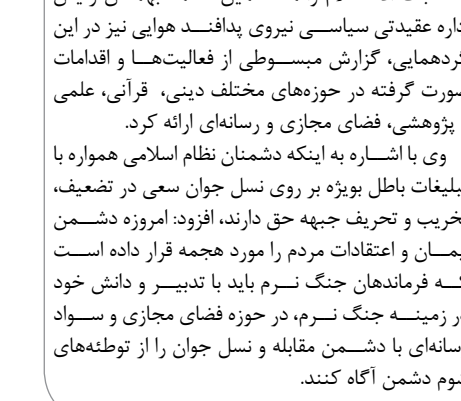 اداره عقیدتی سیاسی نیروی پدافند هوایی نیز در این
گردهمایی، گزارش مبسوطی از فعالیت‌ها و اقدامات
صورت گرفته در حوزه‌های مختلف دینی، قرآنی، علمی
پژوهشی، فضای مجازی و رسانه‌ای ارائه کرد.
وی با اشاره به اینکه دشمنان نظام اسلامی همواره با
تبلیغات باطل بویژه بر روی نسل جوان سعی در تضعیف،
تخریب و تحریف جبهه حق دارند، افزود: امروزه دشمن
ایمان و اعتقادات مردم را مورد هجمه قرار داده است
که فرماندهان جنگ نرم باید با تدبیر و دانش خود
در زمینه جنگ نرم، در حوزه فضای مجازی و سواد
رسانه‌ای با دشمن مقابله و نسل جوان را از توطئه‌های
شوم دشمن آگاه کنند.